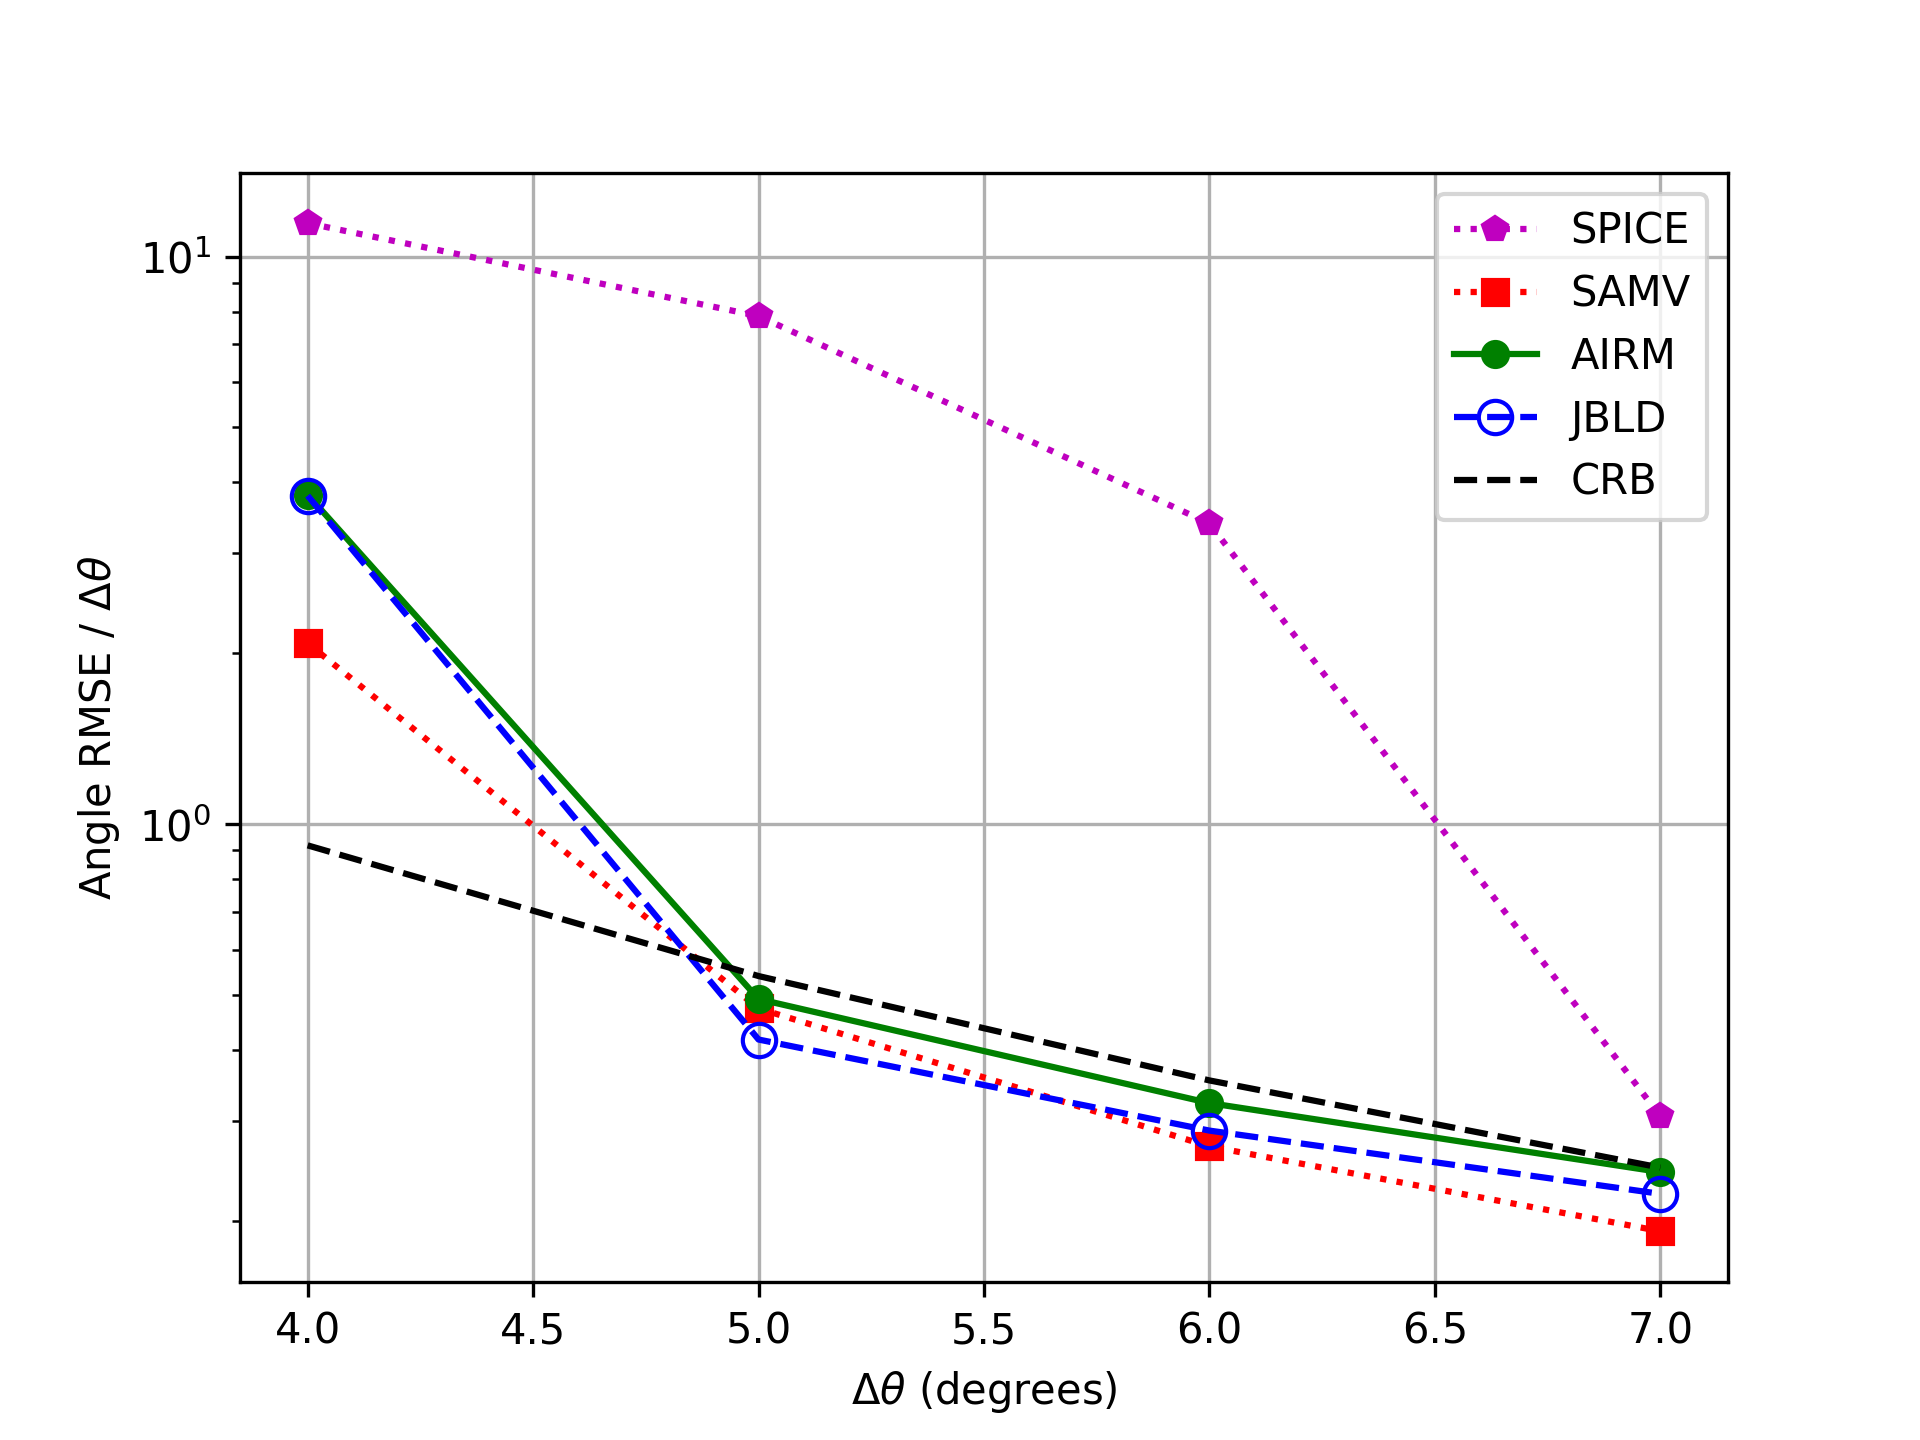 SPICE
SAMV
AIRM
JBLD
CRB
10¹
10⁰
Angle RMSE / Δθ
4.0 4.5 5.0 5.5 6.0 6.5 7.0
Δθ (degrees)